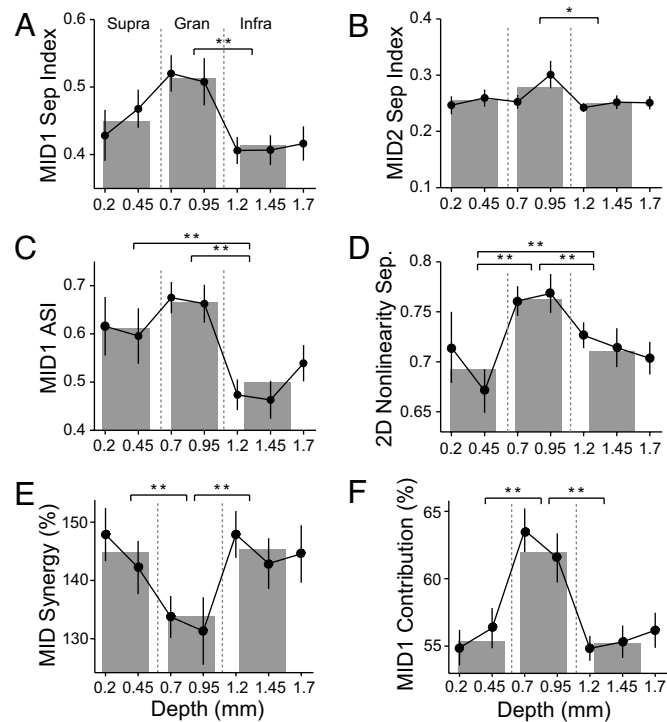 A
Supra Gran Infra
**
MID1 Sep Index
0.5
0.4
0.2 0.45 0.7 0.95 1.2 1.45 1.7
B
*
MID2 Sep Index
0.4
0.3
0.2
0.1
0.2 0.45 0.7 0.95 1.2 1.45 1.7
C
**
**
MID1 ASI
0.7
0.6
0.5
0.4
0.2 0.45 0.7 0.95 1.2 1.45 1.7
D
**
** **
2D Nonlinearity Sep.
0.8
0.75
0.7
0.65
0.2 0.45 0.7 0.95 1.2 1.45 1.7
E
** **
MID Synergy (%)
150
140
130
0.2 0.45 0.7 0.95 1.2 1.45 1.7
Depth (mm)
F
** **
MID1 Contribution (%)
65
60
55
0.2 0.45 0.7 0.95 1.2 1.45 1.7
Depth (mm)